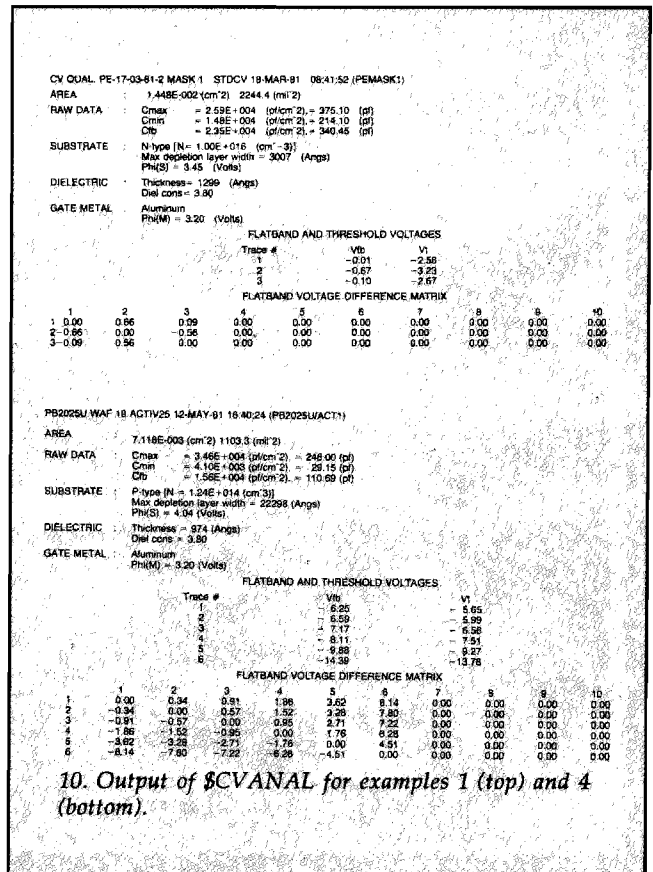 CV QUAL. PE-17-03-81-2 MASK 1 STDCV 18-MAR-81 08:41:52 (PEMASK1)
AREA : 1.448E-002 (cm^2) 2244.4 (mil^2)
RAW DATA : Cmax = 2.59E+004 (pf/cm^2), = 375.10 (pf)
Cmin = 1.48E+004 (pf/cm^2), = 214.10 (pf)
Cfb = 2.35E+004 (pf/cm^2), = 340.45 (pf)
SUBSTRATE : N-type [N= 1.00E+016 (cm^-3)]
Max depletion layer width = 3007 (Angs)
Phi(S) = 3.45 (Volts)
DIELECTRIC : Thickness= 1299 (Angs)
Diel cons= 3.80
GATE METAL : Aluminum
Phi(M) = 3.20 (Volts)
FLATBAND AND THRESHOLD VOLTAGES
Trace # Vfb Vt
1 -0.01 -2.58
2 -0.67 -3.23
3 -0.10 -2.67
FLATBAND VOLTAGE DIFFERENCE MATRIX
1 2 3 4 5 6 7 8 9 10
1 0.00 0.66 0.09 0.00 0.00 0.00 0.00 0.00 0.00 0.00
2 -0.66 0.00 -0.56 0.00 0.00 0.00 0.00 0.00 0.00 0.00
3 -0.09 0.56 0.00 0.00 0.00 0.00 0.00 0.00 0.00 0.00
PB2025U WAF 18 ACTIV25 12-MAY-81 16:40:24 (PB2025U/ACT1)
AREA : 7.118E-003 (cm^2) 1103.3 (mil^2)
RAW DATA : Cmax = 3.46E+004 (pf/cm^2), = 246.00 (pf)
Cmin = 4.10E+003 (pf/cm^2), = 29.15 (pf)
Cfb = 1.56E+004 (pf/cm^2), = 110.69 (pf)
SUBSTRATE : P-type [N = 1.24E+014 (cm^3)]
Max depletion layer width = 22298 (Angs)
Phi(S) = 4.04 (Volts)
DIELECTRIC : Thickness = 974 (Angs)
Diel cons = 3.80
GATE METAL : Aluminum
Phi(M) = 3.20 (Volts)
FLATBAND AND THRESHOLD VOLTAGES
Trace # Vfb Vt
1 - 6.25 - 5.65
2 - 6.59 - 5.99
3 - 7.17 - 6.56
4 - 8.11 - 7.51
5 - 9.88 - 9.27
6 -14.39 -13.78
FLATBAND VOLTAGE DIFFERENCE MATRIX
1 2 3 4 5 6 7 8 9 10
1 0.00 0.34 0.91 1.86 3.62 8.14 0.00 0.00 0.00 0.00
2 -0.34 0.00 0.57 1.52 3.28 7.80 0.00 0.00 0.00 0.00
3 -0.91 -0.57 0.00 0.95 2.71 7.22 0.00 0.00 0.00 0.00
4 -1.86 -1.52 -0.95 0.00 1.76 6.28 0.00 0.00 0.00 0.00
5 -3.62 -3.28 -2.71 -1.76 0.00 4.51 0.00 0.00 0.00 0.00
6 -8.14 -7.80 -7.22 -6.28 -4.51 0.00 0.00 0.00 0.00 0.00
10. Output of $CVANAL for examples 1 (top) and 4
(bottom).